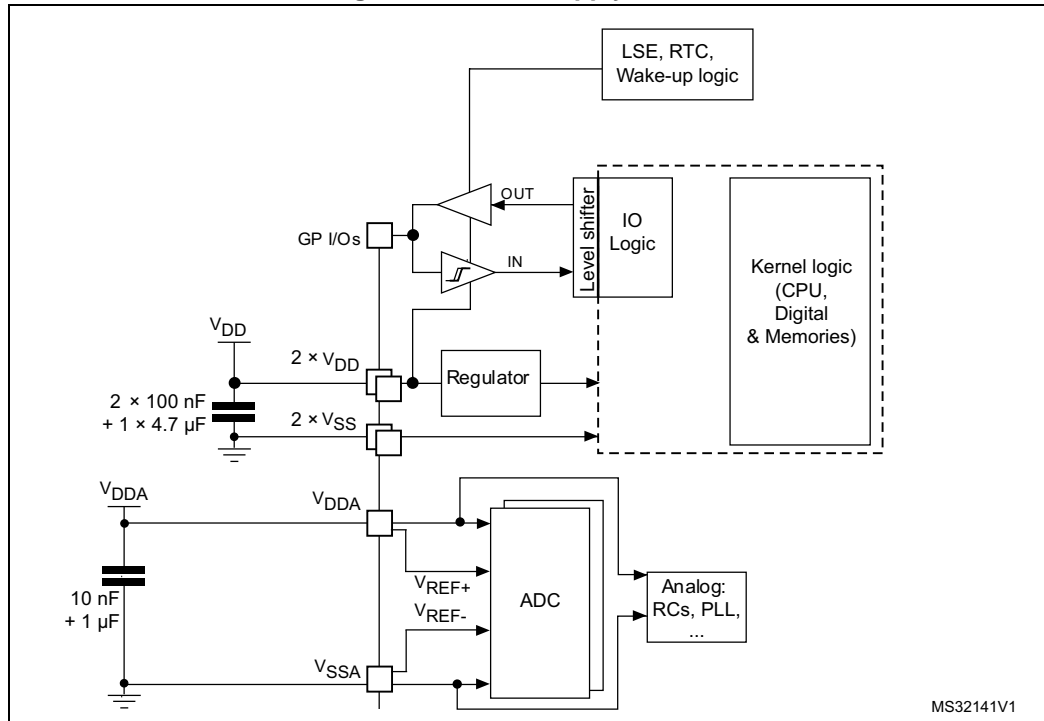 LSE, RTC,
Wake-up logic
OUT
GP I/Os
IN
Level shifter
IO
Logic
Kernel logic
(CPU,
Digital
& Memories)
VDD
2 × VDD
Regulator
2 × 100 nF
+ 1 × 4.7 µF
2 × VSS
VDDA
VDDA
VREF+
10 nF
+ 1 µF
VREF-
ADC
Analog:
RCs, PLL,
...
VSSA
MS32141V1